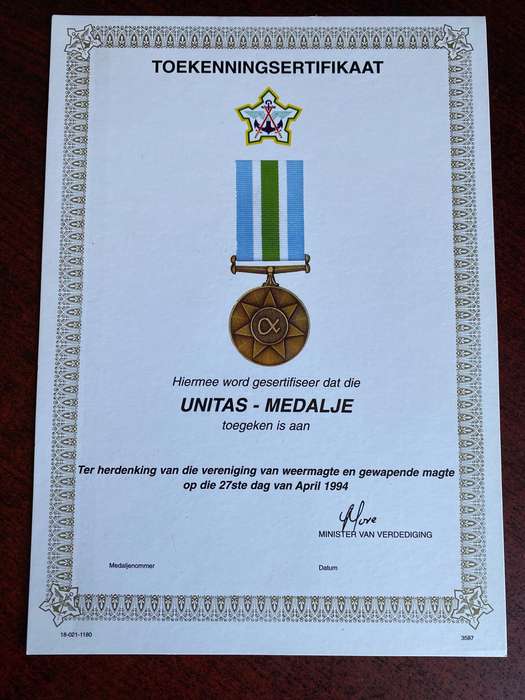 TOEKENNINGSERTIFIKAAT
Hiermee word gesertifiseer dat die
UNITAS - MEDALJE
toegeken is aan
Ter herdenking van die vereniging van weermagte en gewapende magte
op die 27ste dag van April 1994
MINISTER VAN VERDEDIGING
Medaljenommer
Datum
18-021-1180
3587